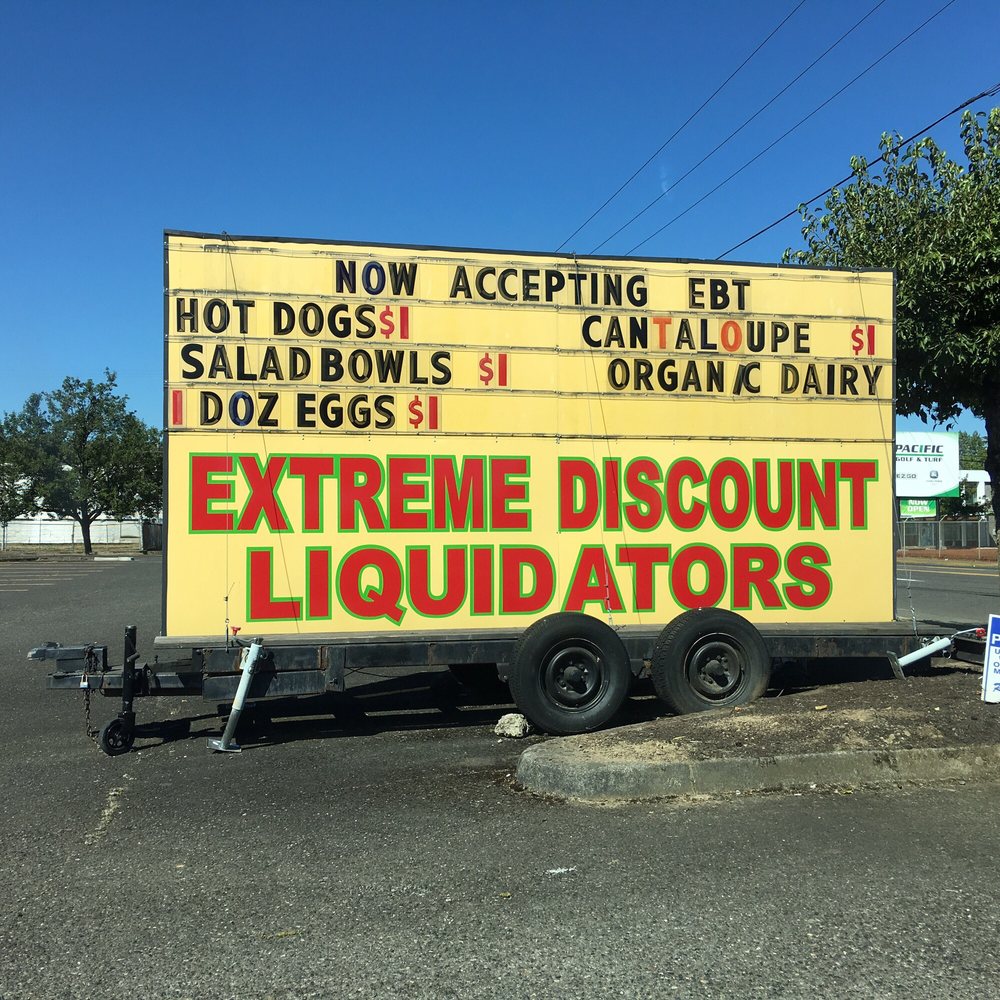 NOW ACCEPTING EBT
HOT DOGS $1
CANTALOUPE $1
SALAD BOWLS $1
ORGANIC DAIRY
1 DOZ EGGS $1
EXTREME DISCOUNT
LIQUIDATORS
PACIFIC
GOLF & TURF
NOW
OPEN